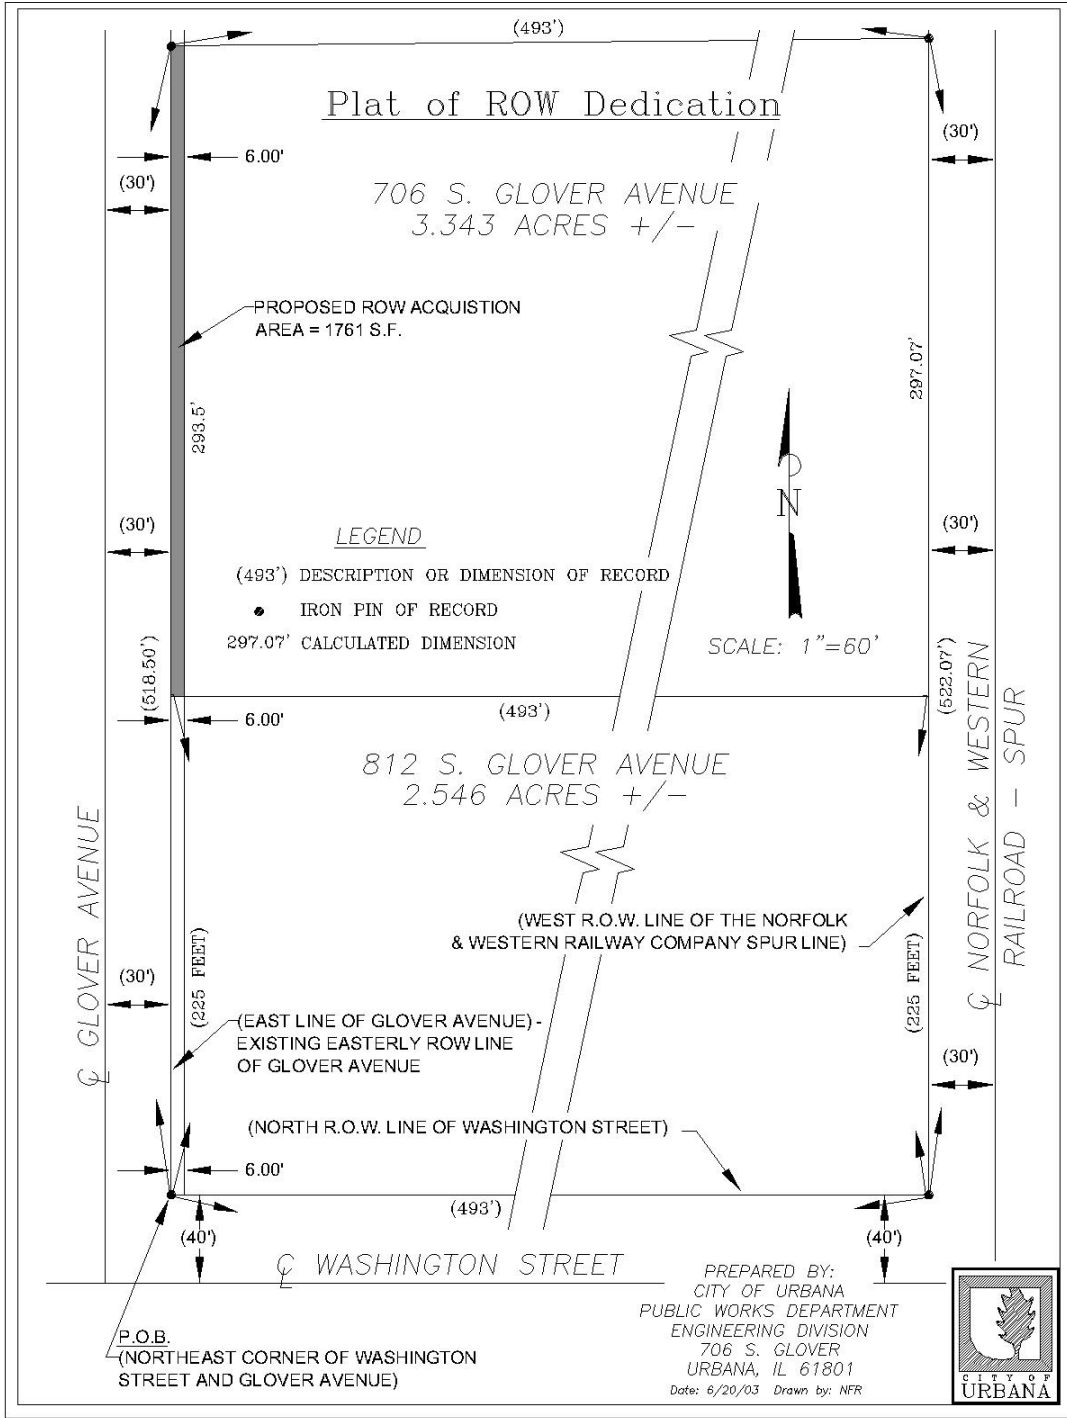 (493')
Plat of ROW Dedication
6.00'
(30')
(30')
706 S. GLOVER AVENUE
3.343 ACRES +/-
PROPOSED ROW ACQUISTION
AREA = 1761 S.F.
297.07'
293.5'
N
(30')
(30')
LEGEND
(493') DESCRIPTION OR DIMENSION OF RECORD
IRON PIN OF RECORD
297.07' CALCULATED DIMENSION
SCALE: 1"=60'
(518.50')
(522.07')
(493')
6.00'
812 S. GLOVER AVENUE
2.546 ACRES +/-
CL GLOVER AVENUE
CL NORFOLK & WESTERN
RAILROAD - SPUR
(WEST R.O.W. LINE OF THE NORFOLK
& WESTERN RAILWAY COMPANY SPUR LINE)
(30')
(225 FEET)
(225 FEET)
(EAST LINE OF GLOVER AVENUE) -
EXISTING EASTERLY ROW LINE
OF GLOVER AVENUE
(30')
(NORTH R.O.W. LINE OF WASHINGTON STREET)
6.00'
(493')
(40')
(40')
CL WASHINGTON STREET
P.O.B.
(NORTHEAST CORNER OF WASHINGTON
STREET AND GLOVER AVENUE)
PREPARED BY:
CITY OF URBANA
PUBLIC WORKS DEPARTMENT
ENGINEERING DIVISION
706 S. GLOVER
URBANA, IL 61801
Date: 6/20/03 Drawn by: NFR
CITY OF
URBANA